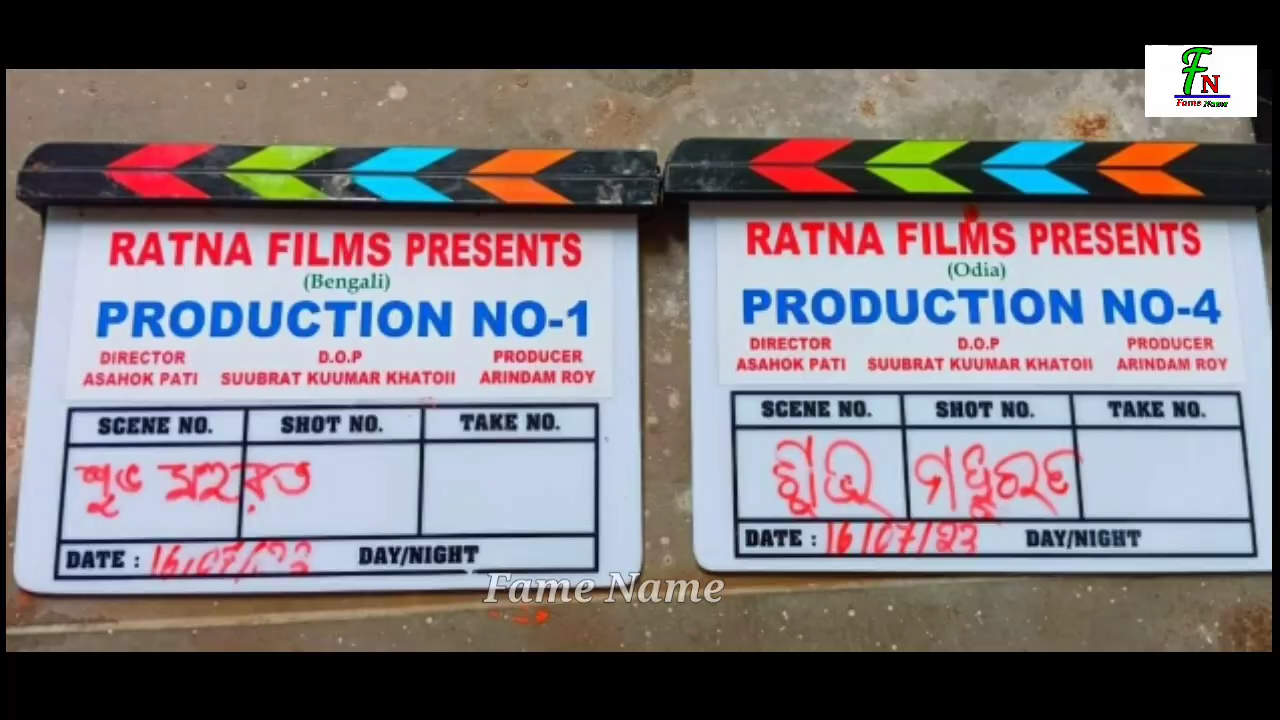 FN
Fame Name
RATNA FILMS PRESENTS
(Bengali)
PRODUCTION NO-1
DIRECTOR D.O.P PRODUCER
ASAHOK PATI SUUBRAT KUUMAR KHATOII ARINDAM ROY
SCENE NO. SHOT NO. TAKE NO.
শুভ মহরত
DATE : 16/07/23 DAY/NIGHT
RATNA FILMS PRESENTS
(Odia)
PRODUCTION NO-4
DIRECTOR D.O.P PRODUCER
ASAHOK PATI SUUBRAT KUUMAR KHATOII ARINDAM ROY
SCENE NO. SHOT NO. TAKE NO.
ଶୁଭ
DATE : 16/07/23 DAY/NIGHT
Fame Name